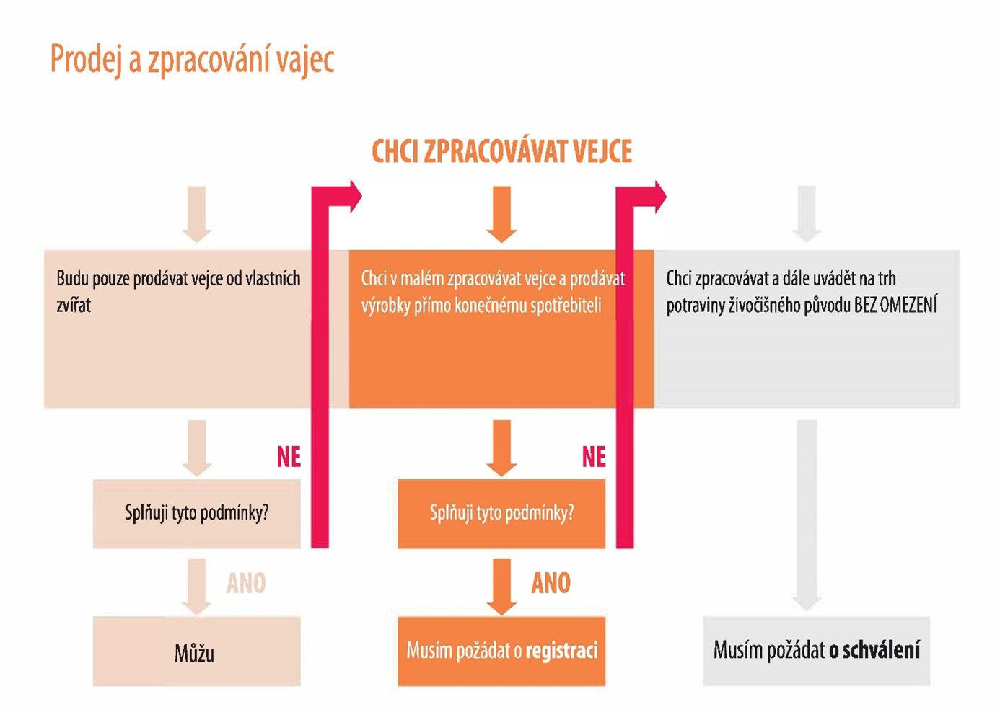 Prodej a zpracování vajec
CHCI ZPRACOVÁVAT VEJCE
Budu pouze prodávat vejce od vlastních
zvířat
Chci v malém zpracovávat vejce a prodávat
výrobky přímo konečnému spotřebiteli
Chci zpracovávat a dále uvádět na trh
potraviny živočišného původu BEZ OMEZENÍ
NE
NE
Splňuji tyto podmínky?
Splňuji tyto podmínky?
ANO
ANO
Můžu
Musím požádat o registraci
Musím požádat o schválení